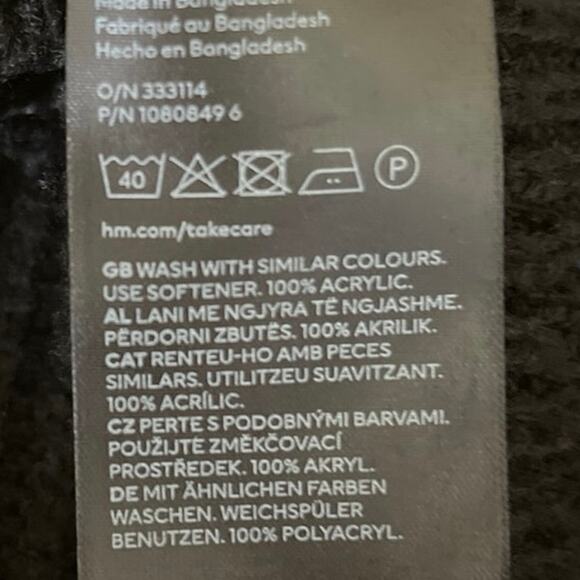 Made in Bangladesh
Fabriqué au Bangladesh
Hecho en Bangladesh
O/N 333114
P/N 1080849 6
40 P
hm.com/takecare
GB WASH WITH SIMILAR COLOURS.
USE SOFTENER. 100% ACRYLIC.
AL LANI ME NGJYRA TË NGJASHME.
PËRDORNI ZBUTËS. 100% AKRILIK.
CAT RENTEU-HO AMB PECES
SIMILARS. UTILITZEU SUAVITZANT.
100% ACRÍLIC.
CZ PERTE S PODOBNÝMI BARVAMI.
POUŽIJTE ZMĚKČOVACÍ
PROSTŘEDEK. 100% AKRYL.
DE MIT ÄHNLICHEN FARBEN
WASCHEN. WEICHSPÜLER
BENUTZEN. 100% POLYACRYL.